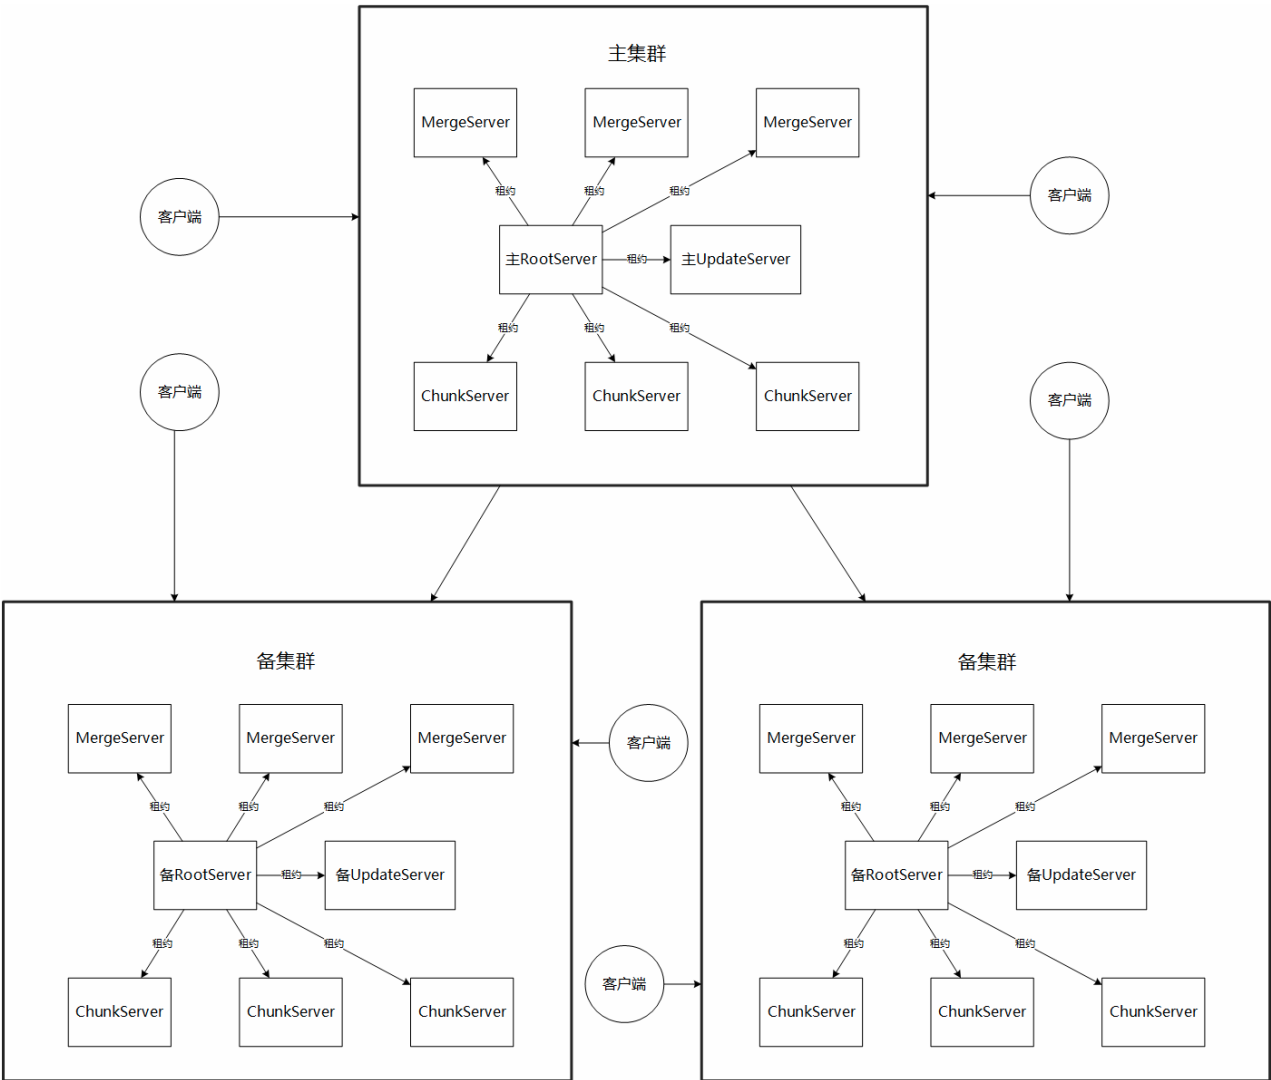 主集群
MergeServer
MergeServer
MergeServer
客户端
客户端
租约
租约
租约
主RootServer
租约
主UpdateServer
租约
租约
租约
客户端
客户端
ChunkServer
ChunkServer
ChunkServer
备集群
MergeServer
MergeServer
MergeServer
租约
租约
租约
备RootServer
租约
备UpdateServer
租约
租约
租约
ChunkServer
ChunkServer
ChunkServer
客户端
客户端
备集群
MergeServer
MergeServer
MergeServer
租约
租约
租约
备RootServer
租约
备UpdateServer
租约
租约
租约
ChunkServer
ChunkServer
ChunkServer